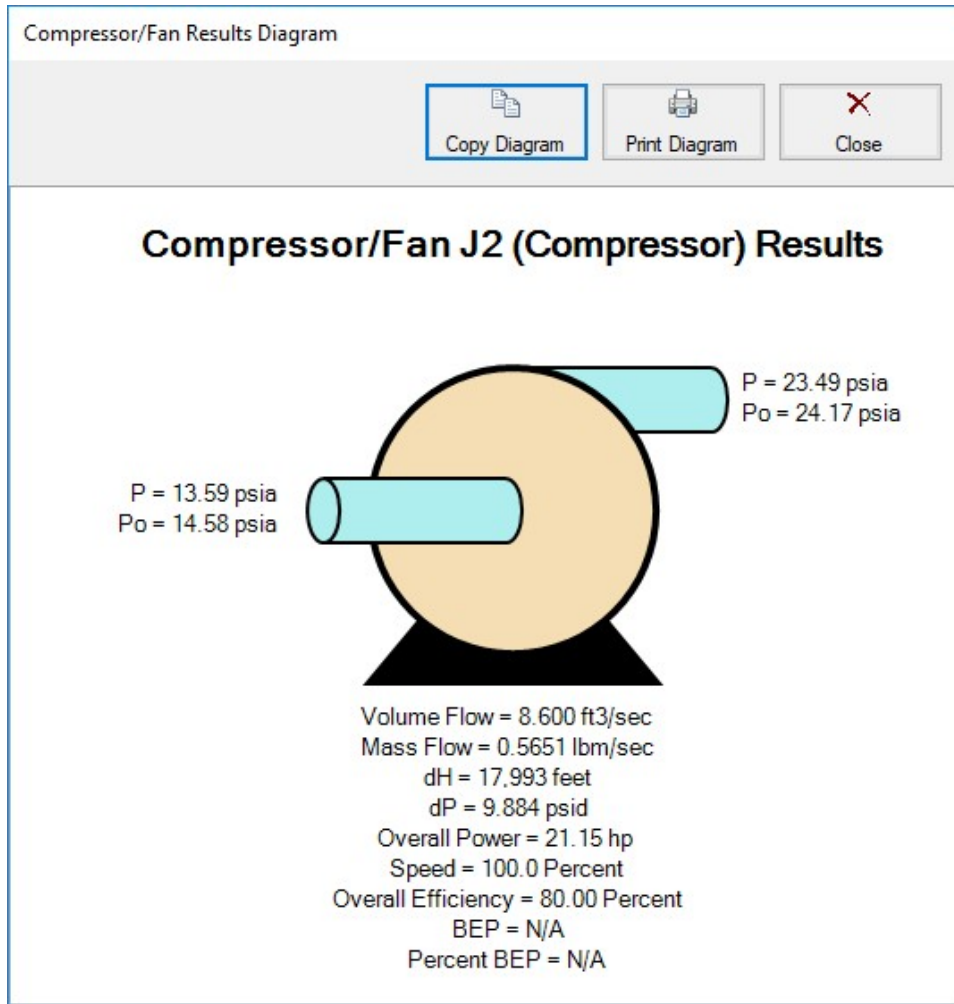 Compressor/Fan Results Diagram
Copy Diagram
Print Diagram
Close
Compressor/Fan J2 (Compressor) Results
P = 23.49 psia
Po = 24.17 psia
P = 13.59 psia
Po = 14.58 psia
Volume Flow = 8.600 ft3/sec
Mass Flow = 0.5651 lbm/sec
dH = 17,993 feet
dP = 9.884 psid
Overall Power = 21.15 hp
Speed = 100.0 Percent
Overall Efficiency = 80.00 Percent
BEP = N/A
Percent BEP = N/A